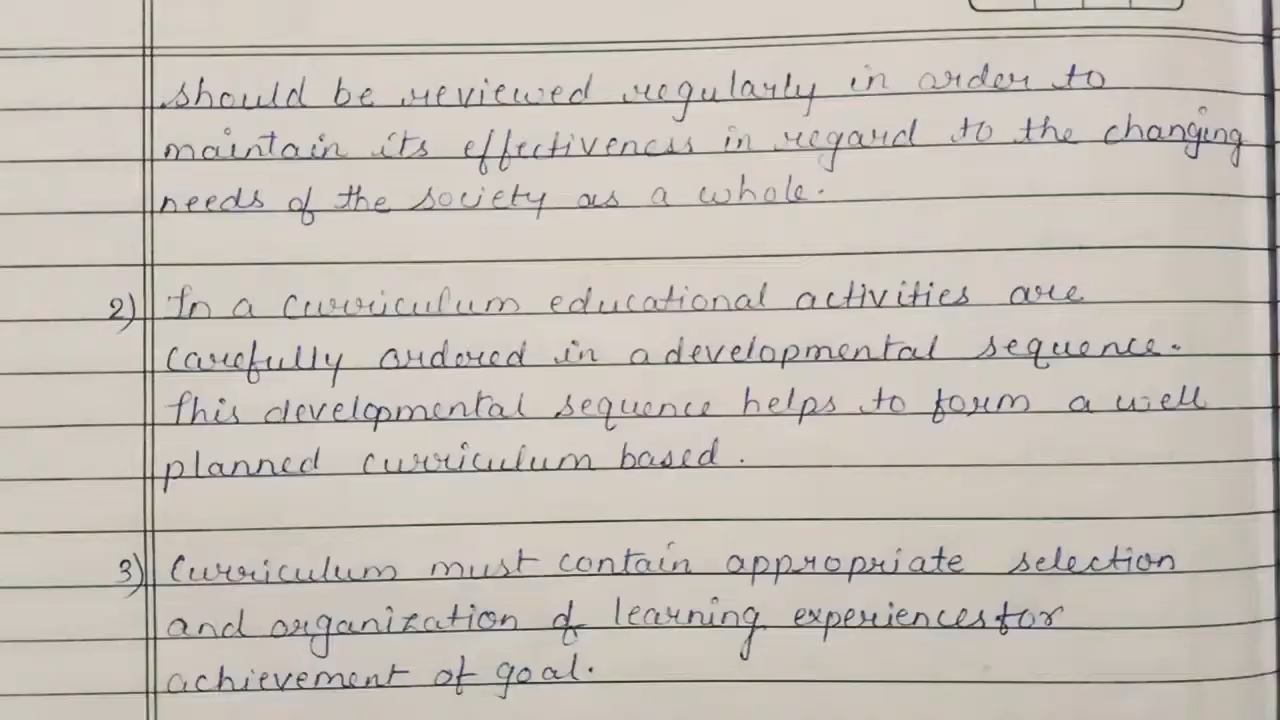 should be reviewed regularly in order to
maintain its effectiveness in regard to the changing
needs of the society as a whole.
2) In a curriculum educational activities are
carefully ordered in a developmental sequence.
This developmental sequence helps to form a well
planned curriculum based.
3) Curriculum must contain appropriate selection
and organization of learning experiences for
achievement of goal.